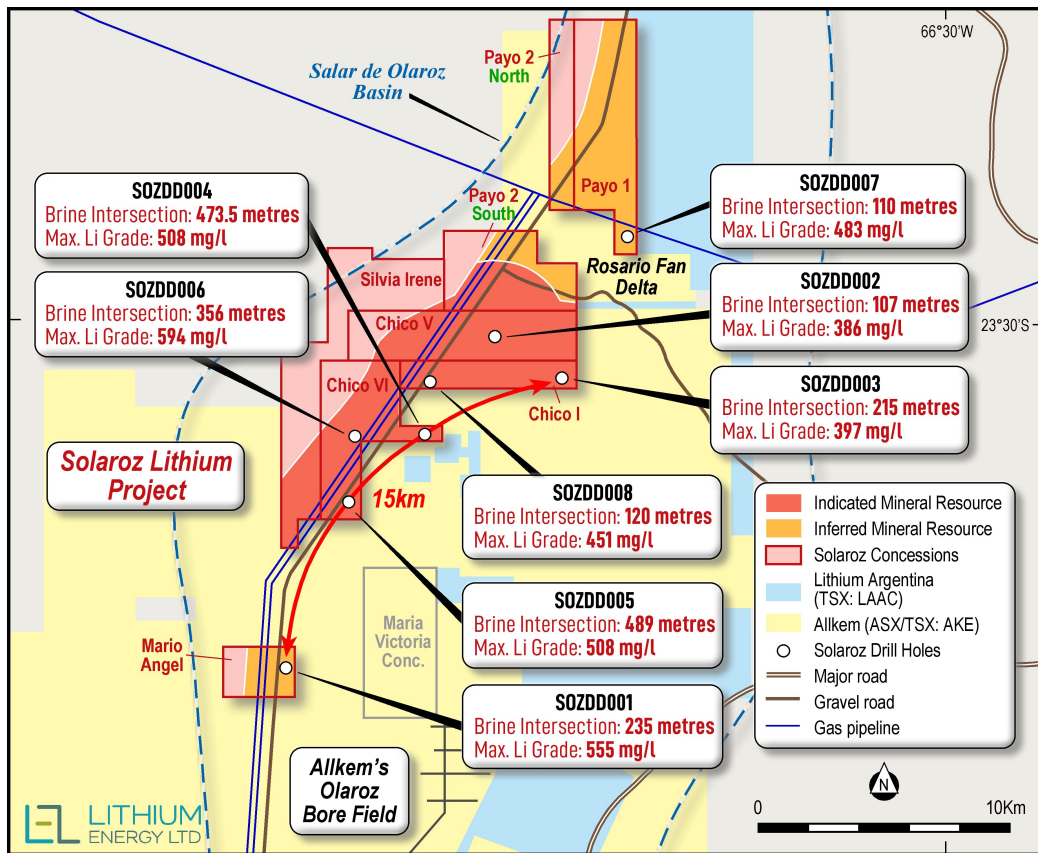 66°30'W
Payo 2
North
Salar de Olaroz
Basin
SOZDD004
Brine Intersection: 473.5 metres
Max. Li Grade: 508 mg/l
Payo 2
South
Payo 1
SOZDD007
Brine Intersection: 110 metres
Max. Li Grade: 483 mg/l
Rosario Fan
Delta
Silvia Irene
SOZDD006
Brine Intersection: 356 metres
Max. Li Grade: 594 mg/l
SOZDD002
Brine Intersection: 107 metres
Max. Li Grade: 386 mg/l
23°30'S
Chico V
Chico VI
Chico I
SOZDD003
Brine Intersection: 215 metres
Max. Li Grade: 397 mg/l
Solaroz Lithium
Project
15km
SOZDD008
Brine Intersection: 120 metres
Max. Li Grade: 451 mg/l
SOZDD005
Brine Intersection: 489 metres
Max. Li Grade: 508 mg/l
Maria
Victoria
Conc.
Mario
Angel
SOZDD001
Brine Intersection: 235 metres
Max. Li Grade: 555 mg/l
Allkem's
Olaroz
Bore Field
Indicated Mineral Resource
Inferred Mineral Resource
Solaroz Concessions
Lithium Argentina
(TSX: LAAC)
Allkem (ASX/TSX: AKE)
Solaroz Drill Holes
Major road
Gravel road
Gas pipeline
N
0 10Km
LEL LITHIUM
ENERGY LTD